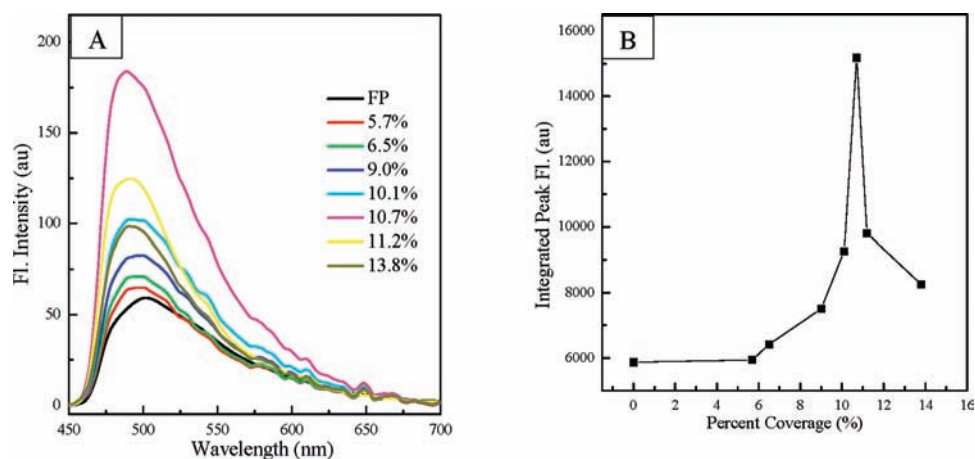 A
200
150
100
50
0
450 500 550 600 650 700
Fl. Intensity (au)
Wavelength (nm)
FP
5.7%
6.5%
9.0%
10.1%
10.7%
11.2%
13.8%
B
16000
14000
12000
10000
8000
6000
0 2 4 6 8 10 12 14 16
Integrated Peak Fl. (au)
Percent Coverage (%)